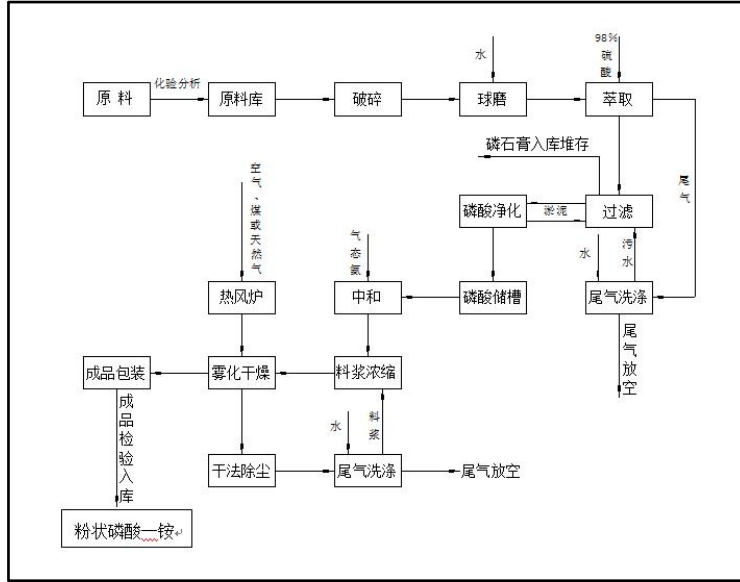 98%硫酸
水
化验分析
原 料
原料库
破碎
球磨
萃取
磷石膏入库堆存
尾气
空气、煤或天然气
磷酸净化
淤泥
过滤
气态氨
水
污水
热风炉
中和
磷酸储槽
尾气洗涤
尾气放空
成品包装
雾化干燥
料浆浓缩
成品检验入库
水
料浆
干法除尘
尾气洗涤
尾气放空
粉状磷酸一铵